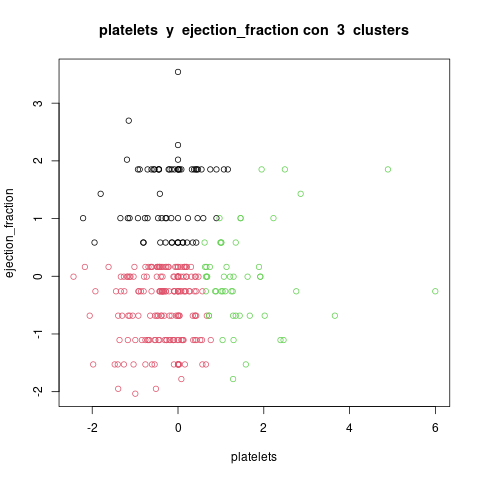 platelets y ejection_fraction con 3 clusters
ejection_fraction
3
2
1
0
-1
-2
-2 0 2 4 6
platelets